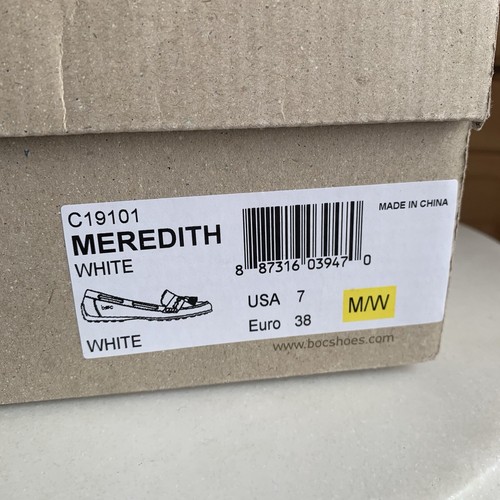 C19101
MADE IN CHINA
MEREDITH
WHITE
8 87316 03947 0
USA 7
Euro 38
M/W
WHITE
www.bocshoes.com